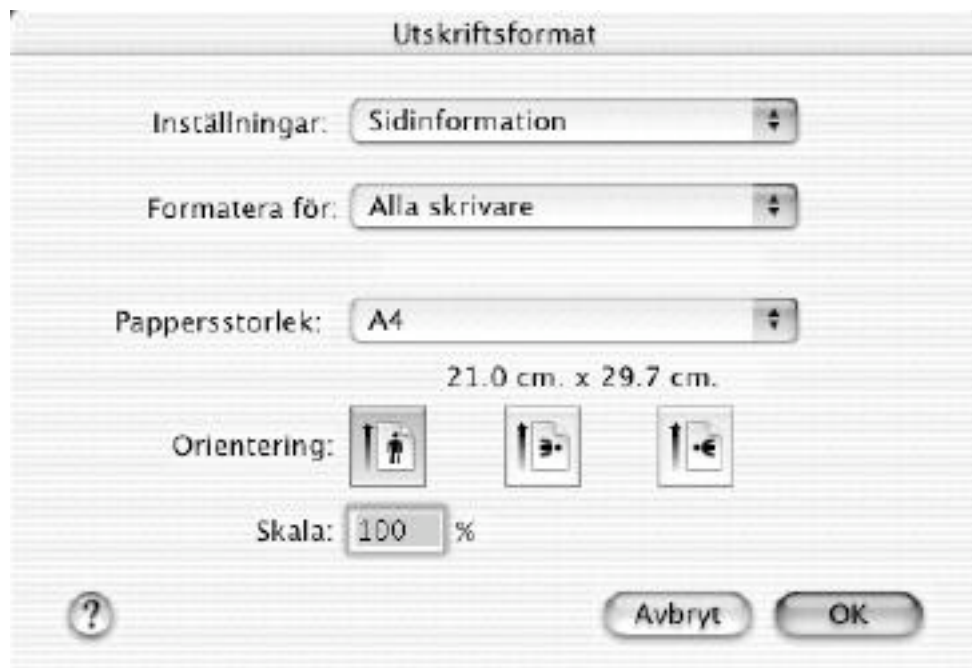 Utskriftsformat
Inställningar: Sidinformation
Formatera för: Alla skrivare
Pappersstorlek: A4
21.0 cm. x 29.7 cm.
Orientering:
Skala: 100 %
? Avbryt OK